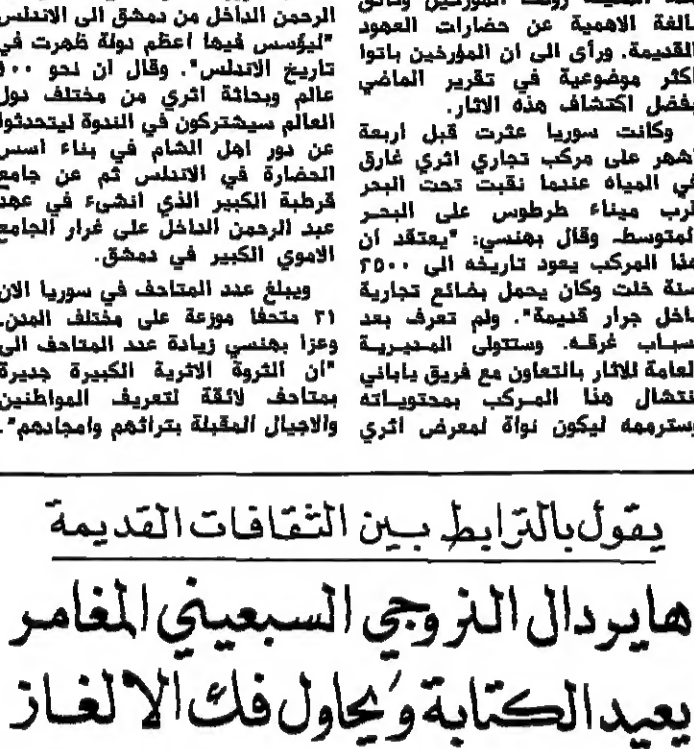 بالغة الاهمية عن حضارات العهود
القديمة. ورأى الى ان المؤرخين باتوا
اكثر موضوعية في تقرير الماضي
بفضل اكتشاف هذه الاثار.
وكانت سوريا عثرت قبل اربعة
اشهر على مركب تجاري اثري غارق
في المياه عندما نقبت تحت البحر
قرب ميناء طرطوس على البحر
المتوسط. وقال بهنسي: "يعتقد ان
هذا المركب يعود تاريخه الى ٢٥٠٠
سنة خلت وكان يحمل بضائع تجارية
داخل جرار قديمة". ولم تعرف بعد
اسباب غرقه. وستتولى المديرية
العامة للاثار بالتعاون مع فريق ياباني
انتشال هذا المركب بمحتوياته
وسترممه ليكون نواة لمعرض اثري
الرحمن الداخل من دمشق الى الاندلس
"ليؤسس فيها اعظم دولة ظهرت في
تاريخ الاندلس". وقال ان نحو
عالم وبحاثة اثري من مختلف دول
العالم سيشتركون في الندوة ليتحدثوا
عن دور اهل الشام في بناء اسس
الحضارة في الاندلس ثم عن جامع
قرطبة الكبير الذي انشىء في عهد
عبد الرحمن الداخل على غرار الجامع
الاموي الكبير في دمشق.
ويبلغ عدد المتاحف في سوريا الان
٢١ متحفا موزعة على مختلف المدن.
وعزا بهنسي زيادة عدد المتاحف الى
"ان الثروة الاثرية الكبيرة جديرة
بمتاحف لائقة لتعريف المواطنين
والاجيال المقبلة بتراثهم وامجادهم".
يقول بالترابط بين الثقافات القديمة
هايردال النروجي السبعيني المغامر
يعيد الكتابة ويحاول فك الالغاز